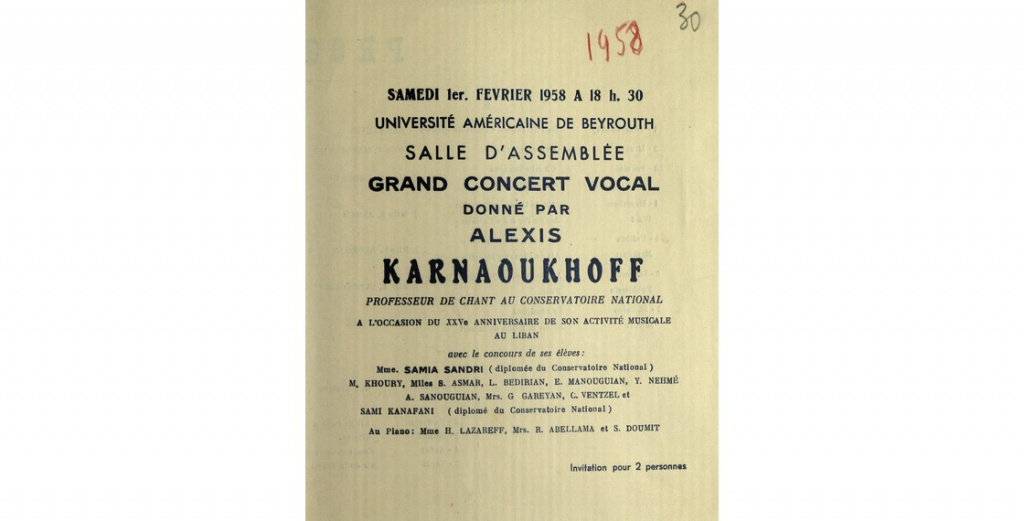 30
1958
SAMEDI 1er. FEVRIER 1958 A 18 h. 30
UNIVERSITÉ AMÉRICAINE DE BEYROUTH
SALLE D'ASSEMBLÉE
GRAND CONCERT VOCAL
DONNÉ PAR
ALEXIS
KARNAOUKHOFF
PROFESSEUR DE CHANT AU CONSERVATOIRE NATIONAL
A L'OCCASION DU XXVe ANNIVERSAIRE DE SON ACTIVITÉ MUSICALE
AU LIBAN
avec le concours de ses élèves :
Mme. SAMIA SANDRI ( diplomée du Conservatoire National )
M. KHOURY, Mlles S. ASMAR, L. BEDIRIAN, E. MANOUGUIAN, Y. NEHMÉ
A. SANOUGUIAN, Mrs. G GAREYAN, C. VENTZEL et
SAMI KANAFANI ( diplomé du Conservatoire National )
Au Piano : Mme H. LAZAREFF, Mrs. R. ABELLAMA et S. DOUMIT
Invitation pour 2 personnes